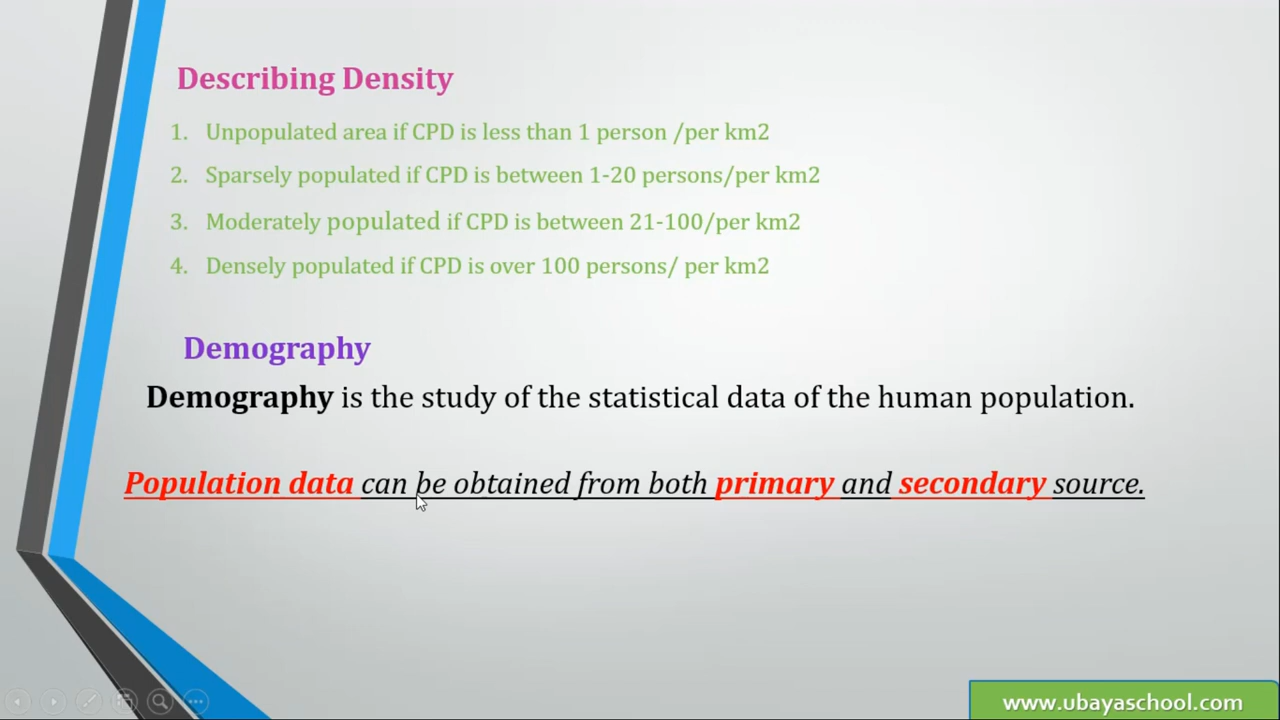 Describing Density
1. Unpopulated area if CPD is less than 1 person /per km2
2. Sparsely populated if CPD is between 1-20 persons/per km2
3. Moderately populated if CPD is between 21-100/per km2
4. Densely populated if CPD is over 100 persons/ per km2
Demography
Demography is the study of the statistical data of the human population.
Population data can be obtained from both primary and secondary source.
www.ubayaschool.com